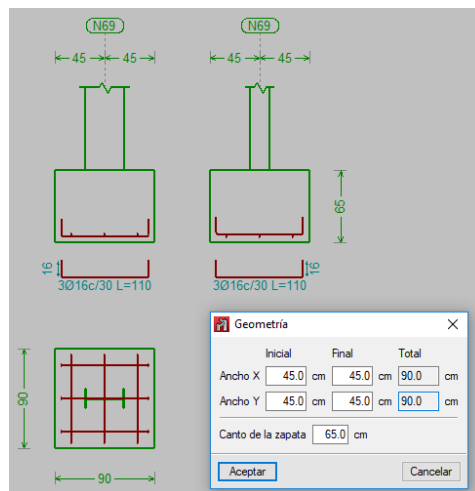 N69 N69
45 45 45 45
65
16 16
3Ø16c/30 L=110 3Ø16c/30 L=110
Geometría
Inicial Final Total
Ancho X 45.0 cm 45.0 cm 90.0 cm
Ancho Y 45.0 cm 45.0 cm 90.0 cm
Canto de la zapata 65.0 cm
Aceptar Cancelar
90
90